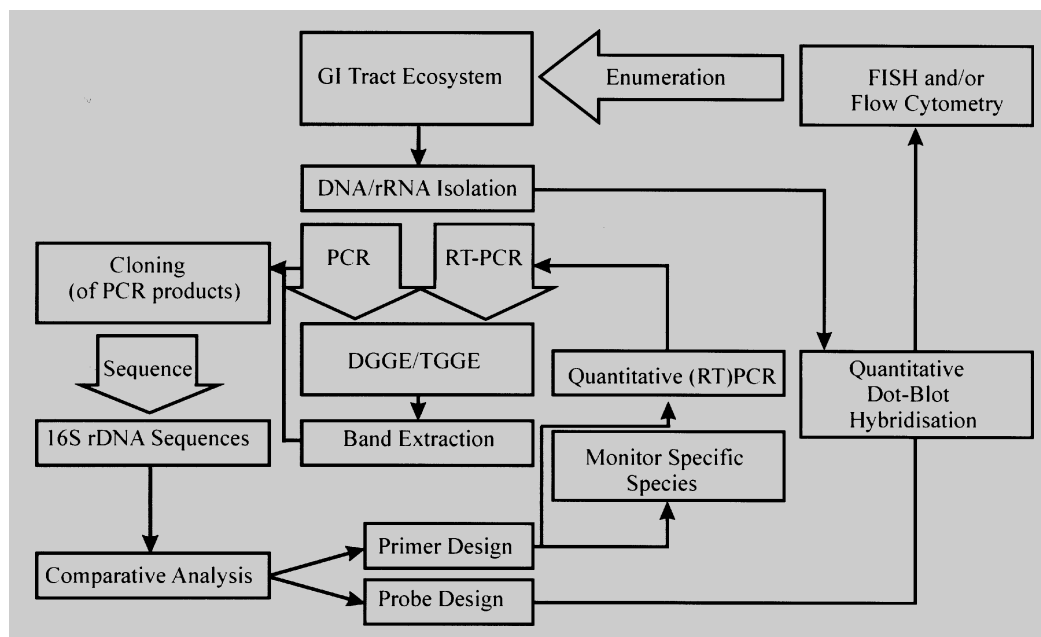 GI Tract Ecosystem
Enumeration
FISH and/or
Flow Cytometry
DNA/rRNA Isolation
PCR
RT-PCR
Cloning
(of PCR products)
DGGE/TGGE
Sequence
Quantitative (RT)PCR
Quantitative
Dot-Blot
Hybridisation
16S rDNA Sequences
Band Extraction
Monitor Specific
Species
Primer Design
Comparative Analysis
Probe Design